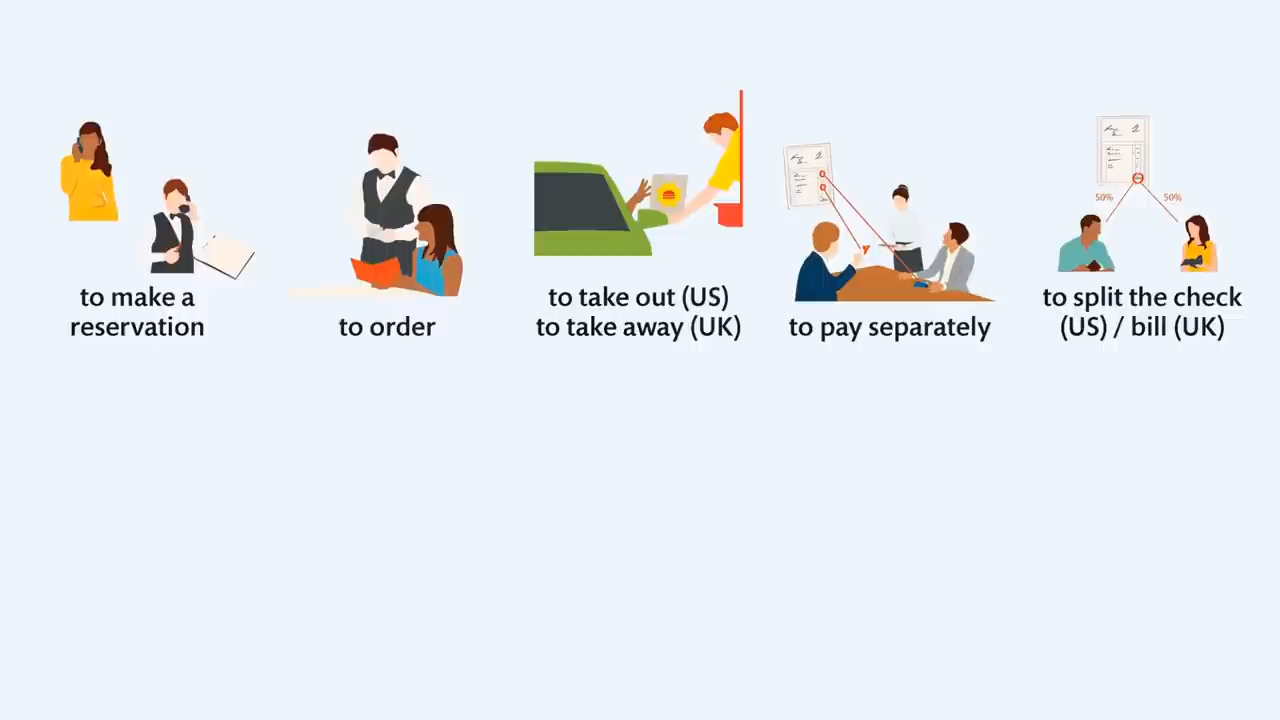 50%
50%
to make a
reservation
to order
to take out (US)
to take away (UK)
to pay separately
to split the check
(US) / bill (UK)